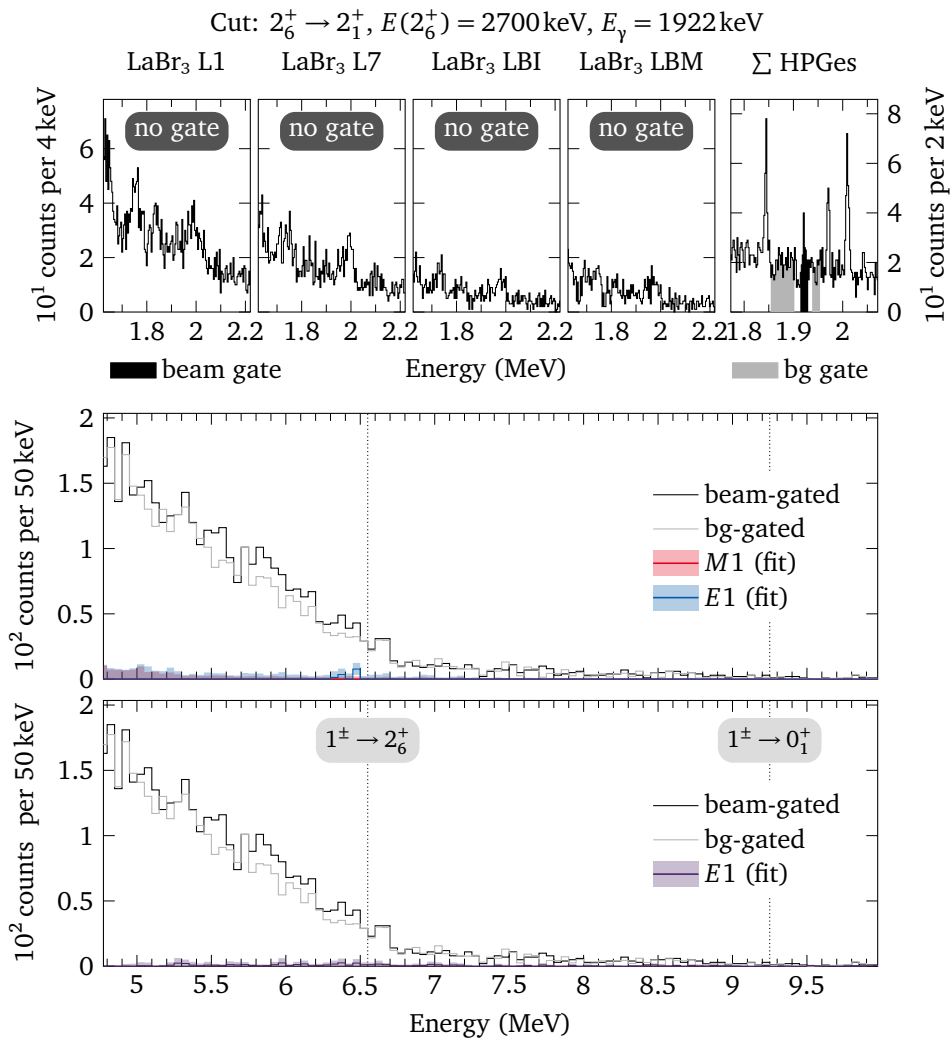 Cut: 2₆⁺ → 2₁⁺, E(2₆⁺) = 2700 keV, Eγ = 1922 keV
LaBr₃ L1 LaBr₃ L7 LaBr₃ LBI LaBr₃ LBM ∑ HPGes
no gate no gate no gate no gate
10¹ counts per 4 keV
6
4
2
0
8
6
4
2
0
10¹ counts per 2 keV
1.8 2 2.2 1.8 2 2.2 1.8 2 2.2 1.8 2 2.2 1.8 1.9 2
beam gate Energy (MeV) bg gate
10² counts per 50 keV
2
1.5
1
0.5
0
beam-gated
bg-gated
M1 (fit)
E1 (fit)
10² counts per 50 keV
2
1.5
1
0.5
0
1± → 2₆⁺ 1± → 0₁⁺
beam-gated
bg-gated
E1 (fit)
5 5.5 6 6.5 7 7.5 8 8.5 9 9.5
Energy (MeV)